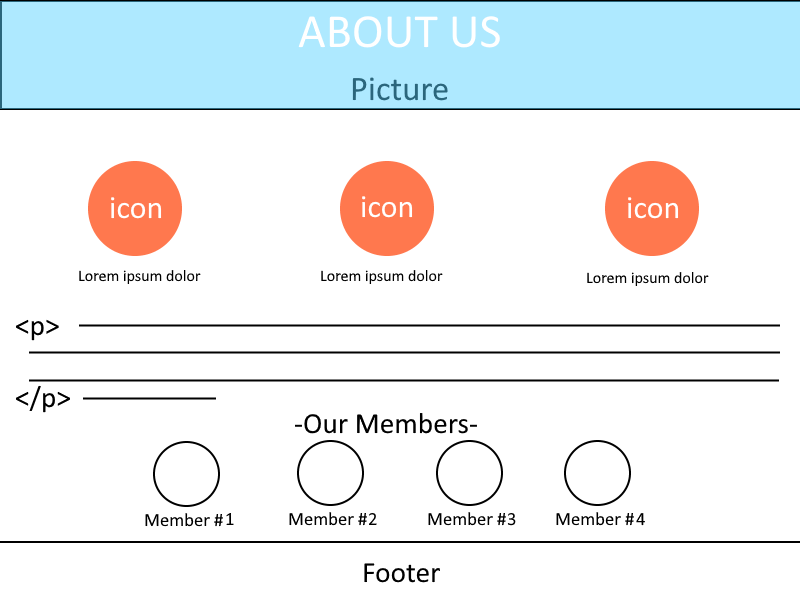 ABOUT US
Picture
icon icon icon
Lorem ipsum dolor Lorem ipsum dolor Lorem ipsum dolor
<p>
</p>
-Our Members-
Member #1 Member #2 Member #3 Member #4
Footer